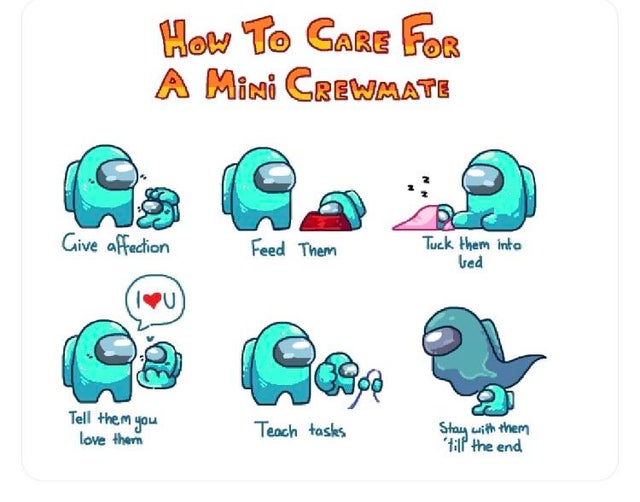 How To Care For
A Mini Crewmate
Give affection
Feed Them
z z z
Tuck them into
bed
I ❤ U
Tell them you
love them
Teach tasks
Stay with them
'till the end